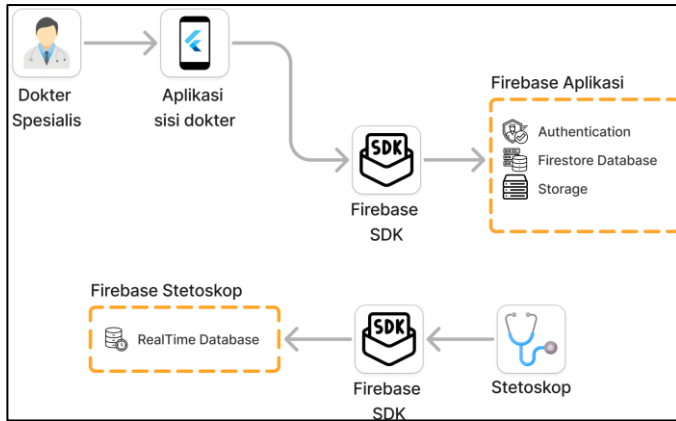 Dokter
Spesialis
Aplikasi
sisi dokter
SDK
Firebase
SDK
Firebase Aplikasi
Authentication
Firestore Database
Storage
Firebase Stetoskop
RealTime Database
SDK
Firebase
SDK
Stetoskop